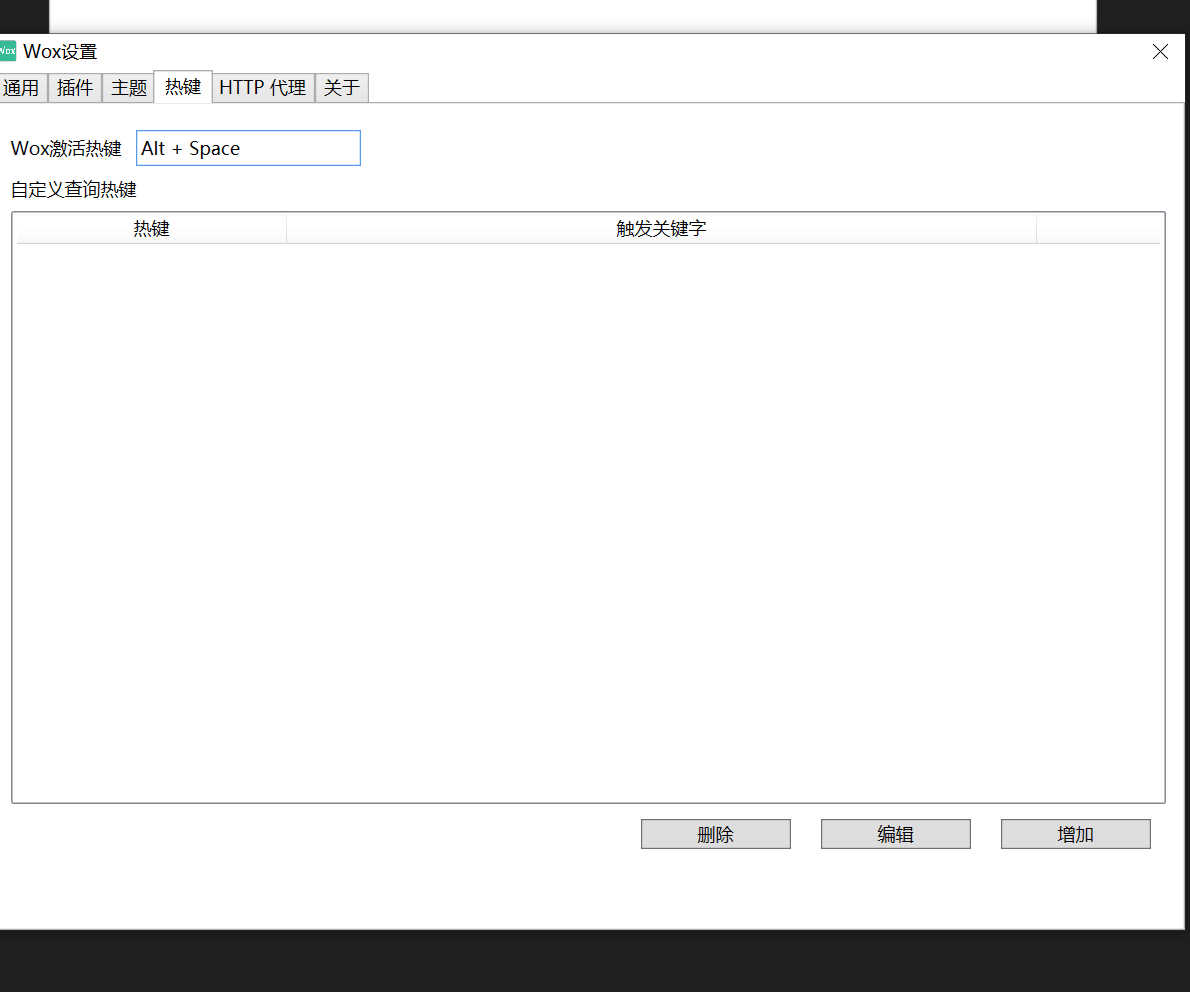 Wox Wox设置
通用 插件 主题 热键 HTTP 代理 关于
Wox激活热键 Alt + Space
自定义查询热键
热键 触发关键字
删除 编辑 增加